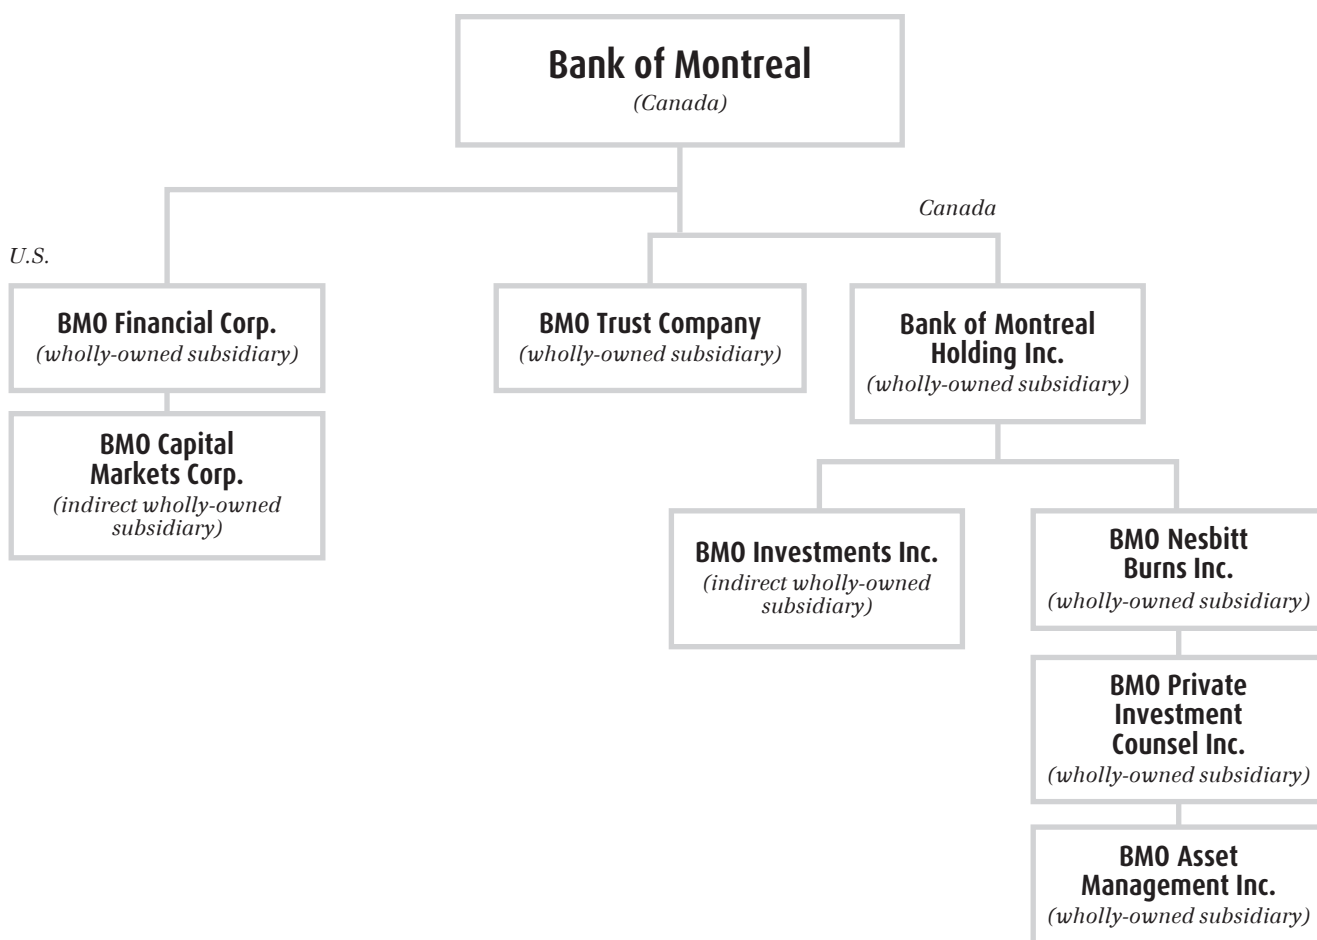 Bank of Montreal
(Canada)
Canada
U.S.
BMO Financial Corp.
(wholly-owned subsidiary)
BMO Trust Company
(wholly-owned subsidiary)
Bank of Montreal
Holding Inc.
(wholly-owned subsidiary)
BMO Capital
Markets Corp.
(indirect wholly-owned
subsidiary)
BMO Investments Inc.
(indirect wholly-owned
subsidiary)
BMO Nesbitt
Burns Inc.
(wholly-owned subsidiary)
BMO Private
Investment
Counsel Inc.
(wholly-owned subsidiary)
BMO Asset
Management Inc.
(wholly-owned subsidiary)